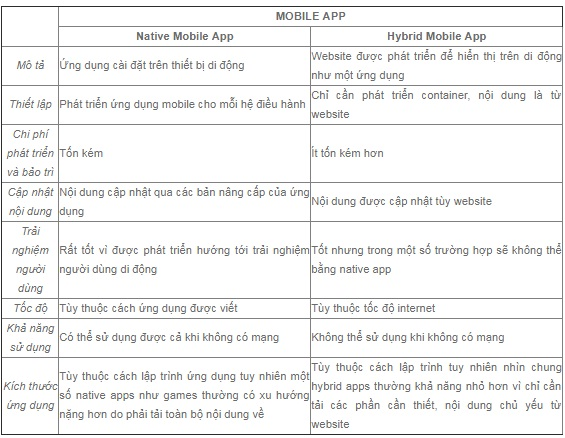 MOBILE APP
Native Mobile App
Hybrid Mobile App
Mô tả
Ứng dụng cài đặt trên thiết bị di động
Website được phát triển để hiển thị trên di động
như một ứng dụng
Thiết lập
Phát triển ứng dụng mobile cho mỗi hệ điều hành
Chỉ cần phát triển container, nội dung là từ
website
Chi phí
phát triển
và bảo trì
Tốn kém
Ít tốn kém hơn
Cập nhật
nội dung
Nội dung cập nhật qua các bản nâng cấp của ứng
dụng
Nội dung được cập nhật tùy website
Trải
nghiệm
người
dùng
Rất tốt vì được phát triển hướng tới trải nghiệm
người dùng di động
Tốt nhưng trong một số trường hợp sẽ không thể
bằng native app
Tốc độ
Tùy thuộc cách ứng dụng được viết
Tùy thuộc tốc độ internet
Khả năng
sử dụng
Có thể sử dụng được cả khi không có mạng
Không thể sử dụng khi không có mạng
Kích thước
ứng dụng
Tùy thuộc cách lập trình ứng dụng tuy nhiên một
số native apps như games thường có xu hướng
nặng hơn do phải tải toàn bộ nội dung về
Tùy thuộc cách lập trình tuy nhiên nhìn chung
hybrid apps thường khả năng nhỏ hơn vì chỉ cần
tải các phần cần thiết, nội dung chủ yếu từ
website